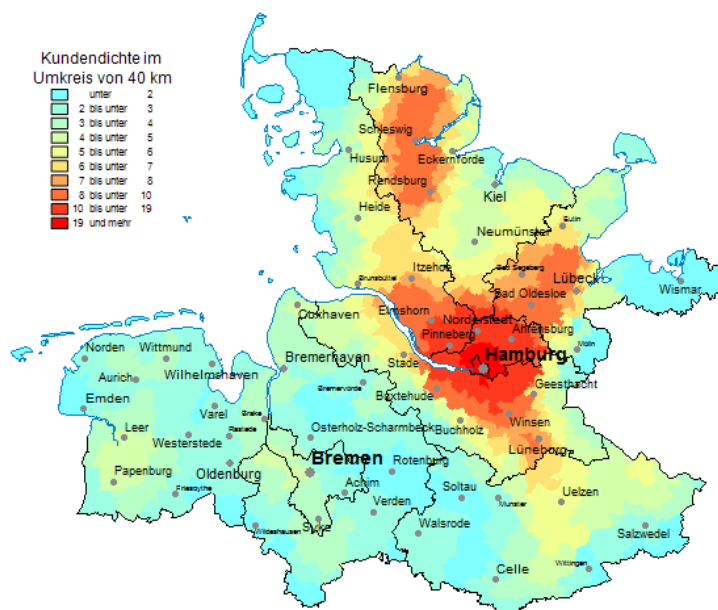 Kundendichte im
Umkreis von 40 km
unter 2
2 bis unter 3
3 bis unter 4
4 bis unter 5
5 bis unter 6
6 bis unter 7
7 bis unter 8
8 bis unter 10
10 bis unter 19
19 und mehr
Flensburg
Schleswig
Husum
Eckernförde
Rendsburg
Kiel
Heide
Eutin
Neumünster
Itzehoe
Bad Segeberg
Brunsbüttel
Lübeck
Wismar
Bad Oldesloe
Cuxhaven
Elmshorn
Norderstedt
Pinneberg
Ahrensburg
Norden
Wittmund
Bremerhaven
Stade
Hamburg
Mölln
Aurich
Wilhelmshaven
Bremervörde
Buxtehude
Geesthacht
Emden
Varel
Brake
Leer
Westerstede
Rastede
Osterholz-Scharmbeck
Buchholz
Winsen
Lüneburg
Papenburg
Oldenburg
Bremen
Rotenburg
Friesoythe
Achim
Soltau
Munster
Uelzen
Verden
Wildeshausen
Syke
Walsrode
Salzwedel
Celle
Wittingen